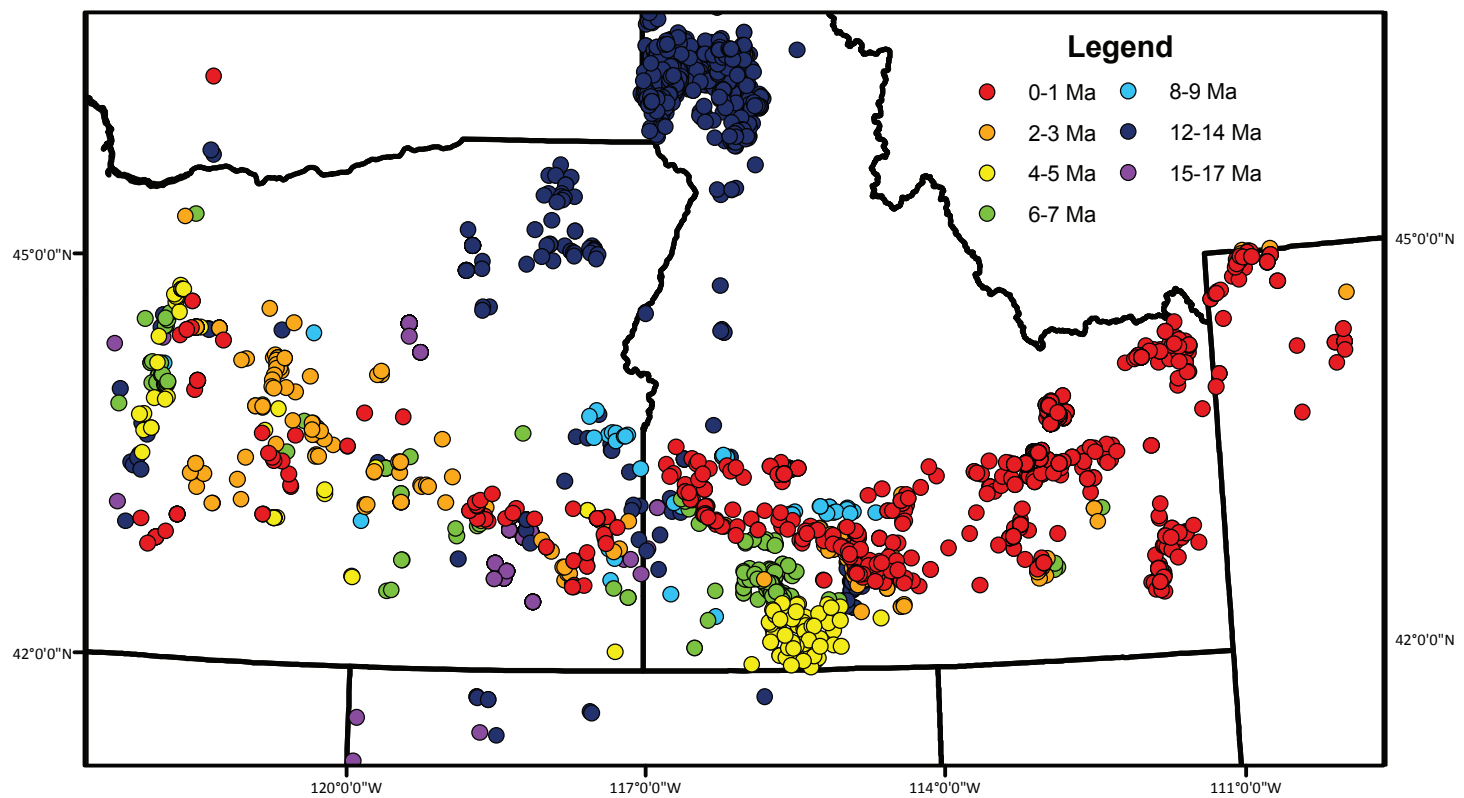 Legend
0-1 Ma
8-9 Ma
2-3 Ma
12-14 Ma
4-5 Ma
15-17 Ma
6-7 Ma
45°0'0"N
45°0'0"N
42°0'0"N
42°0'0"N
120°0'0"W
117°0'0"W
114°0'0"W
111°0'0"W